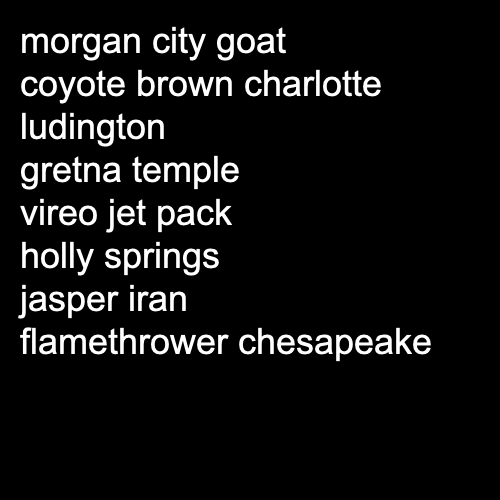 morgan city goat
coyote brown charlotte
ludington
gretna temple
vireo jet pack
holly springs
jasper iran
flamethrower chesapeake